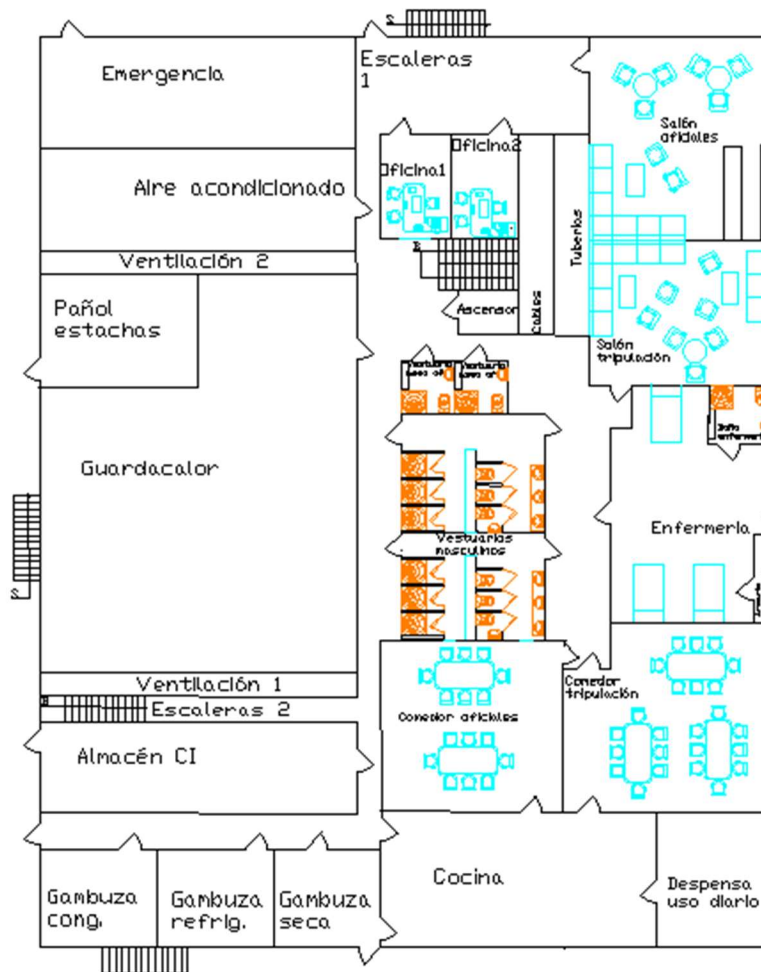 Emergencia
Escaleras
1
Salón
oficiales
Oficina1
Oficina2
Aire acondicionado
Tuberías
Ventilación 2
Pañol
estachas
Ascensor
Cables
Salón
tripulación
Baño
enfermería
Guardacalor
Enfermería
Vestuarios
masculinos
Ventilación 1
Escaleras 2
Comedor
tripulación
Comedor oficiales
Almacén CI
Cocina
Despensa
uso diario
Gambuza
cong.
Gambuza
refrig.
Gambuza
seca